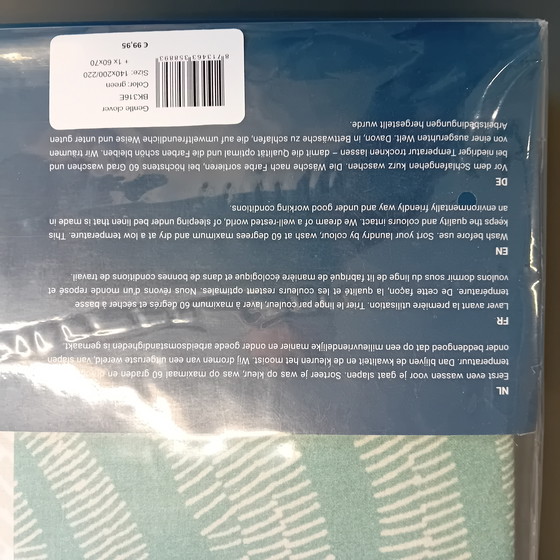 NL
Eerst even wassen voor je gaat slapen. Sorteer je was op kleur, was op maximaal 60 graden en
temperatuur. Dan blijven de kwaliteit en de kleuren het mooist. Wij dromen van een uitgeruste wereld, van slapen
onder beddengoed dat op een milieuvriendelijke manier en onder goede arbeidsomstandigheden is gemaakt.
FR
Laver avant la première utilisation. Trier le linge par couleur, laver à maximum 60 degrés et sécher à basse
température. De cette façon, la qualité et les couleurs restent optimales. Nous rêvons d'un monde reposé et
voulons dormir sous du linge de lit fabriqué de manière écologique et dans de bonnes conditions de travail.
EN
Wash before use. Sort your laundry by colour, wash at 60 degrees maximum and dry at a low temperature. This
keeps the quality and colours intact. We dream of a well-rested world, of sleeping under bed linen that is made in
an environmentally friendly way and under good working conditions.
DE
Vor dem Schlafengehen kurz waschen. Die Wäsche nach Farbe sortieren, bei höchstens 60 Grad waschen und
bei niedriger Temperatur trocknen lassen – damit die Qualität optimal und die Farben schön bleiben. Wir träumen
von einer ausgeruhten Welt. Davon, in Bettwäsche zu schlafen, die auf umweltfreundliche Weise und unter guten
Arbeitsbedingungen hergestellt wurde.
Gentle clover
BK316E
Color: green
Size: 140x200/220
+ 1x 60x70
€ 99,95
8 713463 358893